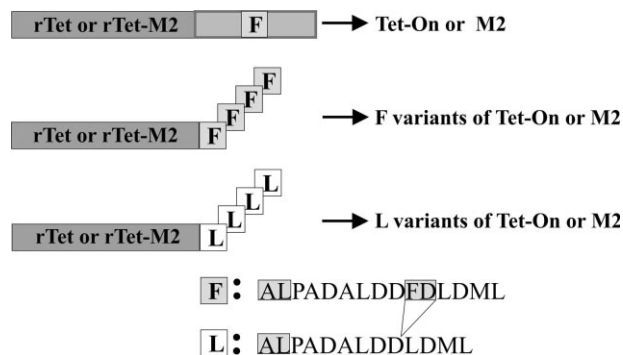 rTet or rTet-M2 F Tet-On or M2
F
F
F
rTet or rTet-M2 F F variants of Tet-On or M2
L
L
L
rTet or rTet-M2 L L variants of Tet-On or M2
F : ALPADALDDFDLDML
L : ALPADALDDLDML